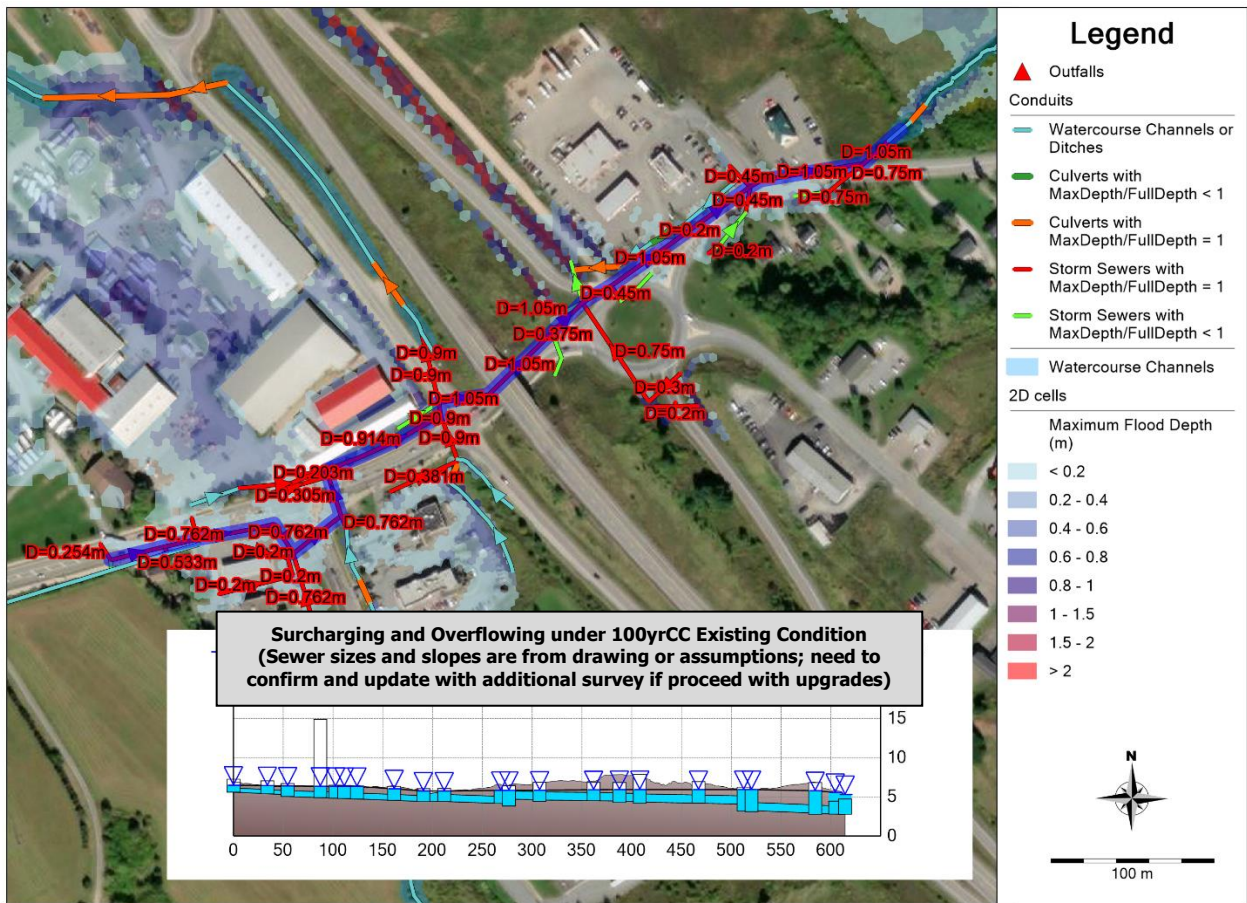 Legend
Outfalls
Conduits
Watercourse Channels or
Ditches
Culverts with
MaxDepth/FullDepth < 1
Culverts with
MaxDepth/FullDepth = 1
Storm Sewers with
MaxDepth/FullDepth = 1
Storm Sewers with
MaxDepth/FullDepth < 1
Watercourse Channels
2D cells
Maximum Flood Depth
(m)
< 0.2
0.2 - 0.4
0.4 - 0.6
0.6 - 0.8
0.8 - 1
1 - 1.5
1.5 - 2
> 2
N
100 m
D=1.05m
D=0.45m
D=1.05m
D=0.75m
D=0.45m
D=0.75m
D=0.2m
D=0.2m
D=1.05m
D=0.45m
D=1.05m
D=0.375m
D=0.75m
D=0.9m
D=1.05m
D=0.9m
D=0.3m
D=1.05m
D=0.2m
D=0.9m
D=0.914m
D=0.9m
D=0.203m
D=0.381m
D=0.305m
D=0.762m
D=0.762m
D=0.762m
D=0.254m
D=0.533m
D=0.2m
D=0.2m
D=0.2m
D=0.762m
Surcharging and Overflowing under 100yrCC Existing Condition
(Sewer sizes and slopes are from drawing or assumptions; need to
confirm and update with additional survey if proceed with upgrades)
15
10
5
0
0 50 100 150 200 250 300 350 400 450 500 550 600